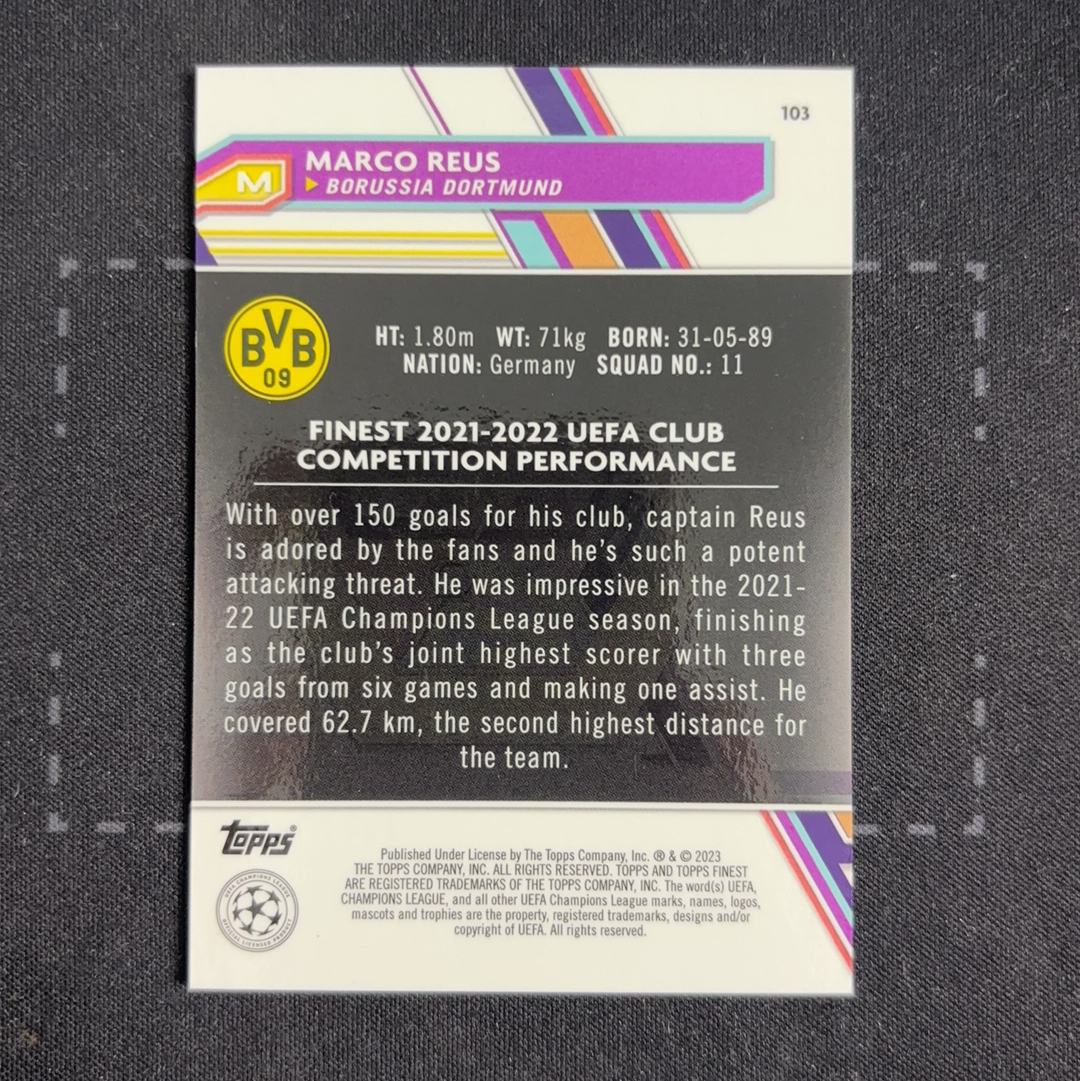 103
MARCO REUS
M
BORUSSIA DORTMUND
BVB
09
HT: 1.80m WT: 71kg BORN: 31-05-89
NATION: Germany SQUAD NO.: 11
FINEST 2021-2022 UEFA CLUB
COMPETITION PERFORMANCE
With over 150 goals for his club, captain Reus
is adored by the fans and he's such a potent
attacking threat. He was impressive in the 2021-
22 UEFA Champions League season, finishing
as the club's joint highest scorer with three
goals from six games and making one assist. He
covered 62.7 km, the second highest distance for
the team.
Topps®
UEFA CHAMPIONS LEAGUE
OFFICIAL LICENSED PRODUCT
Published Under License by The Topps Company, Inc. ® & © 2023
THE TOPPS COMPANY, INC. ALL RIGHTS RESERVED. TOPPS AND TOPPS FINEST
ARE REGISTERED TRADEMARKS OF THE TOPPS COMPANY, INC. The word(s) UEFA,
CHAMPIONS LEAGUE, and all other UEFA Champions League marks, names, logos,
mascots and trophies are the property, registered trademarks, designs and/or
copyright of UEFA. All rights reserved.